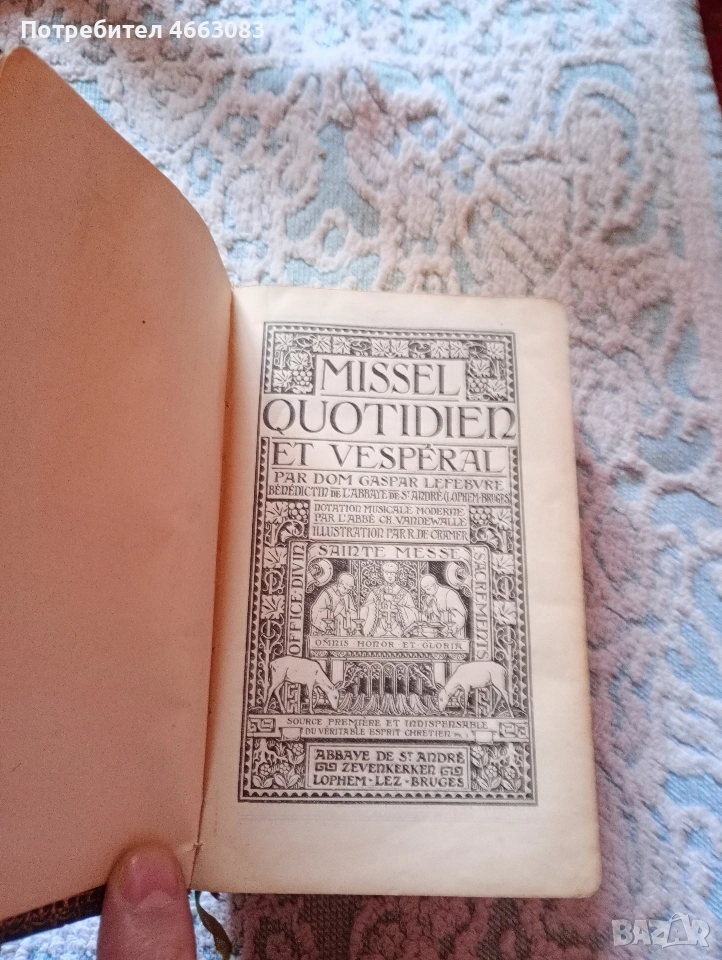 Потребител 4663083
MISSEL
QUOTIDIEN
ET VESPÉRAL
PAR DOM GASPAR LEFEBVRE
BÉNÉDICTIN DE L'ABBAYE DE ST ANDRÉ (LOPHEM-BRUGES
NOTATION MUSICALE MODERNE
PAR L'ABBÉ CH. VANDEWALLE
ILLUSTRATION PAR R. DE CRAMER
SAINTE MESSE
OFFICE·DIVIN
SACREMENTS
OMNIS HONOR ET GLORIA
SOURCE PREMIÈRE ET INDISPENSABLE
DU VÉRITABLE ESPRIT CHRÉTIEN
ABBAYE DE ST ANDRÉ
ZEVENKERKEN
LOPHEM·LEZ·BRUGES
BAZAR